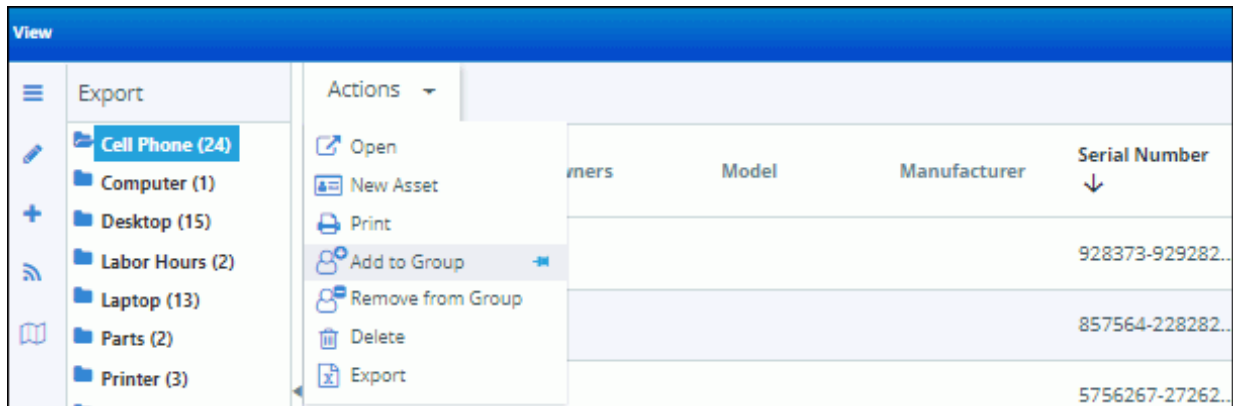 View
Export
Cell Phone (24)
Computer (1)
Desktop (15)
Labor Hours (2)
Laptop (13)
Parts (2)
Printer (3)
Actions
Open
New Asset
Print
Add to Group
Remove from Group
Delete
Export
wners Model Manufacturer Serial Number
928373-929282..
857564-228282..
5756267-27262..